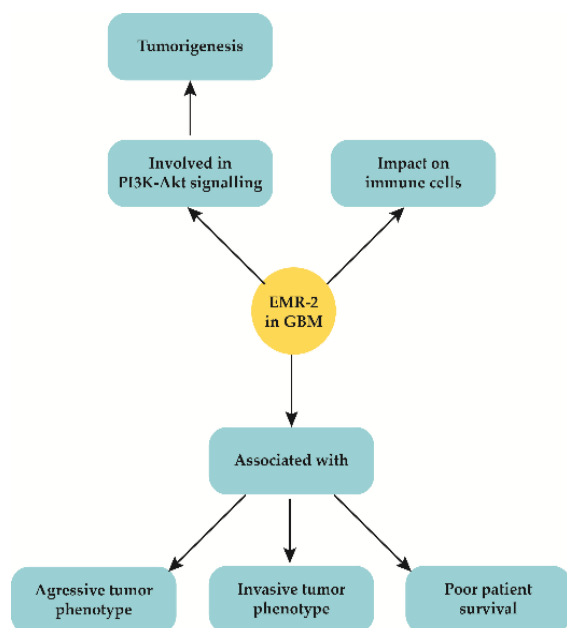 Tumorigenesis
Involved in
PI3K-Akt signalling
Impact on
immune cells
EMR-2
in GBM
Associated with
Agressive tumor
phenotype
Invasive tumor
phenotype
Poor patient
survival